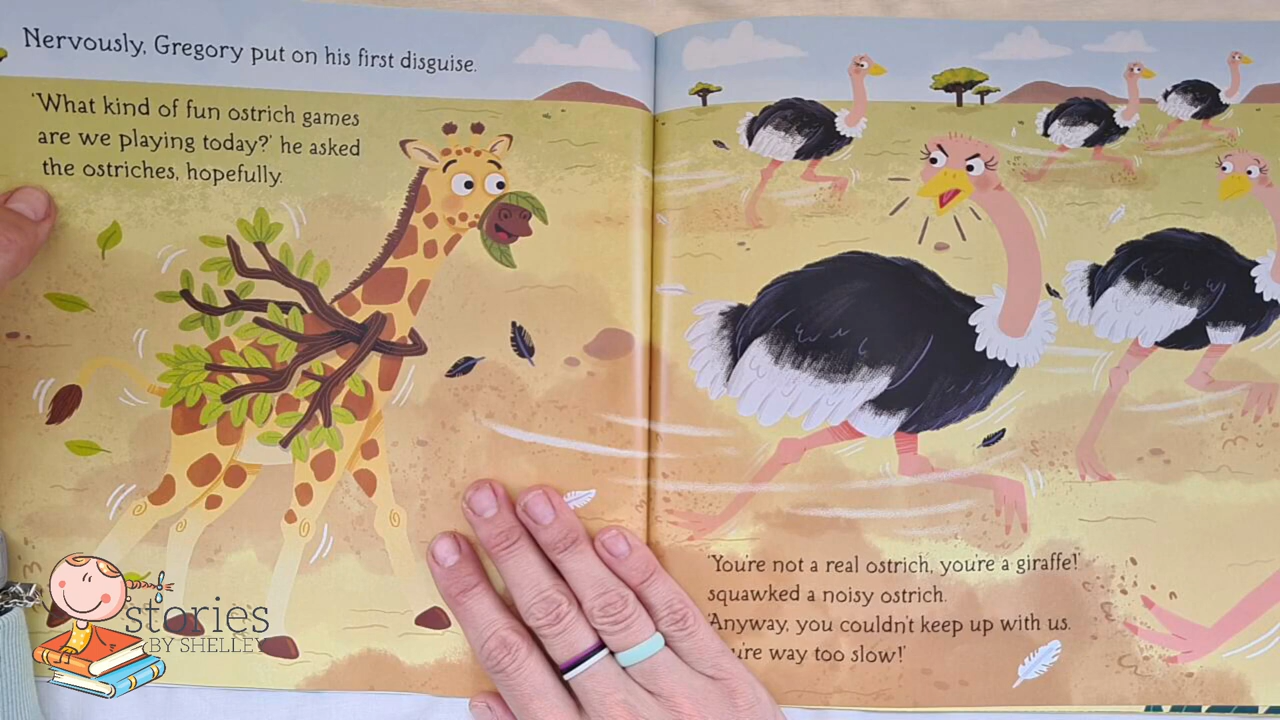 Nervously, Gregory put on his first disguise.
'What kind of fun ostrich games
are we playing today?' he asked
the ostriches, hopefully.
'You're not a real ostrich, you're a giraffe!'
squawked a noisy ostrich.
'Anyway, you couldn't keep up with us.
're way too slow!'
stories
BY SHELLEY